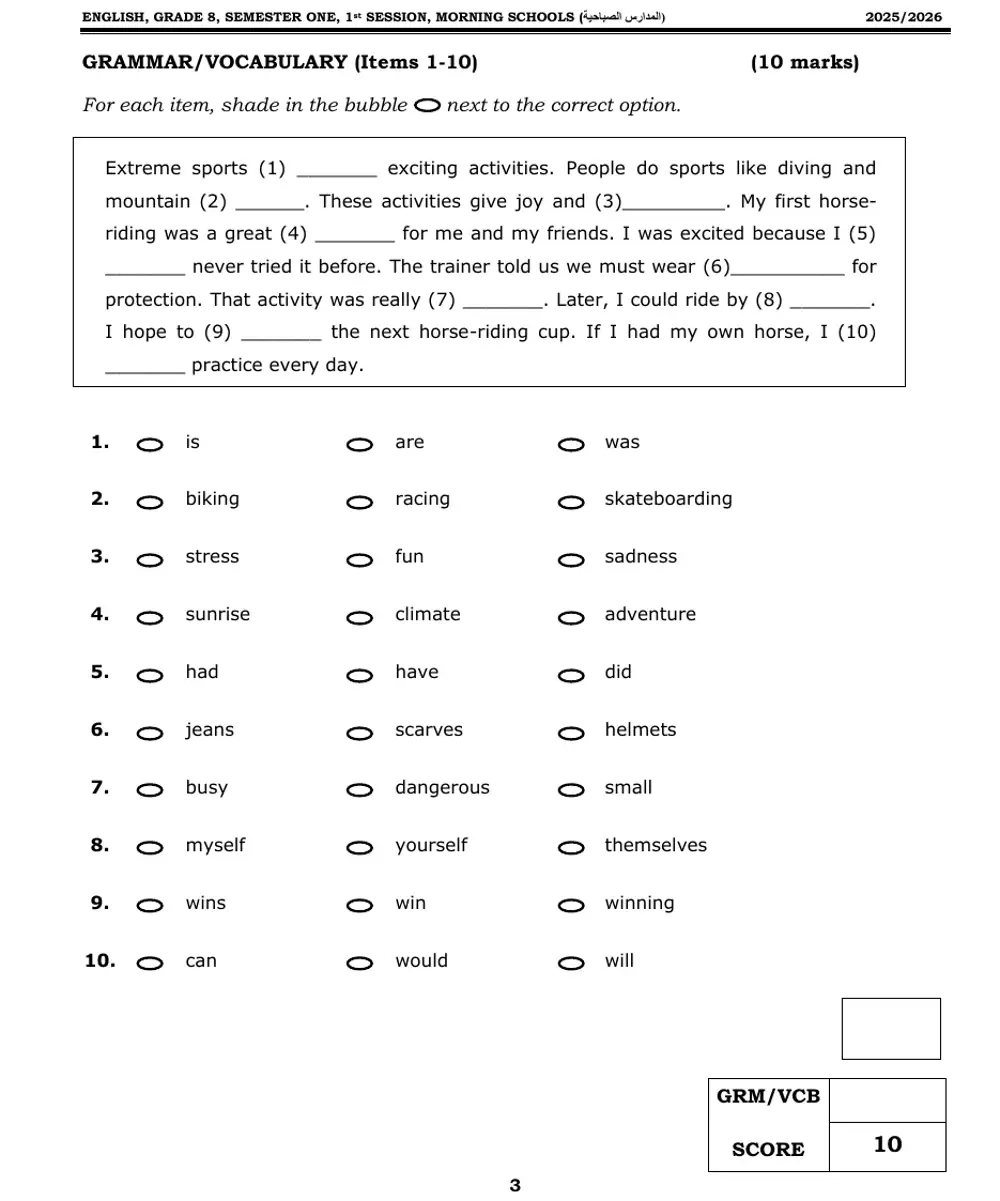 ENGLISH, GRADE 8, SEMESTER ONE, 1st SESSION, MORNING SCHOOLS (المدارس الصباحية) 2025/2026
GRAMMAR/VOCABULARY (Items 1-10) (10 marks)
For each item, shade in the bubble next to the correct option.
Extreme sports (1) ________ exciting activities. People do sports like diving and
mountain (2) _______. These activities give joy and (3)__________. My first horse-
riding was a great (4) ________ for me and my friends. I was excited because I (5)
________ never tried it before. The trainer told us we must wear (6)___________ for
protection. That activity was really (7) ________. Later, I could ride by (8) ________.
I hope to (9) ________ the next horse-riding cup. If I had my own horse, I (10)
________ practice every day.
1. is are was
2. biking racing skateboarding
3. stress fun sadness
4. sunrise climate adventure
5. had have did
6. jeans scarves helmets
7. busy dangerous small
8. myself yourself themselves
9. wins win winning
10. can would will
GRM/VCB
SCORE 10
3